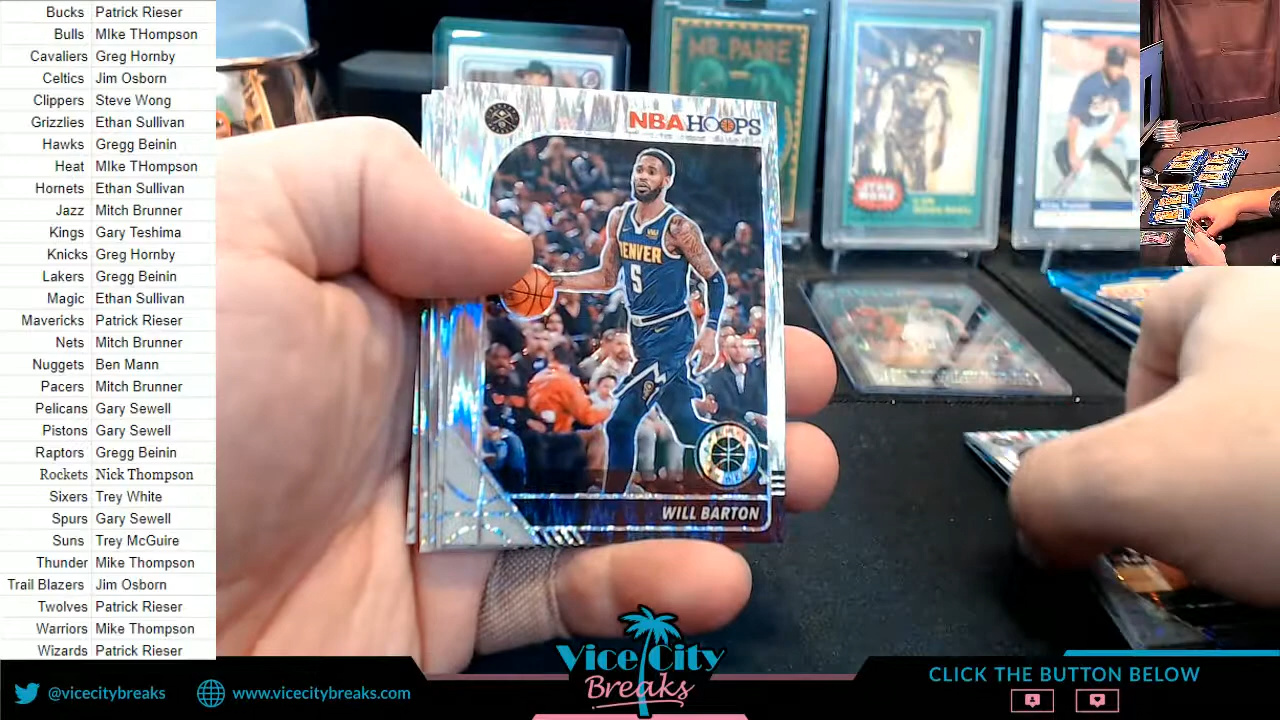 Bucks Patrick Rieser
Bulls MIke THompson
Cavaliers Greg Hornby
Celtics Jim Osborn
Clippers Steve Wong
Grizzlies Ethan Sullivan
Hawks Gregg Beinin
Heat MIke THompson
Hornets Ethan Sullivan
Jazz Mitch Brunner
Kings Gary Teshima
Knicks Greg Hornby
Lakers Gregg Beinin
Magic Ethan Sullivan
Mavericks Patrick Rieser
Nets Mitch Brunner
Nuggets Ben Mann
Pacers Mitch Brunner
Pelicans Gary Sewell
Pistons Gary Sewell
Raptors Gregg Beinin
Rockets Nick Thompson
Sixers Trey White
Spurs Gary Sewell
Suns Trey McGuire
Thunder Mike Thompson
Trail Blazers Jim Osborn
Twolves Patrick Rieser
Warriors Mike Thompson
Wizards Patrick Rieser
MR. PADRE
STAR WARS
NBA HOOPS
DENVER
5
WILL BARTON
@vicecitybreaks
www.vicecitybreaks.com
Vice City
Breaks
CLICK THE BUTTON BELOW